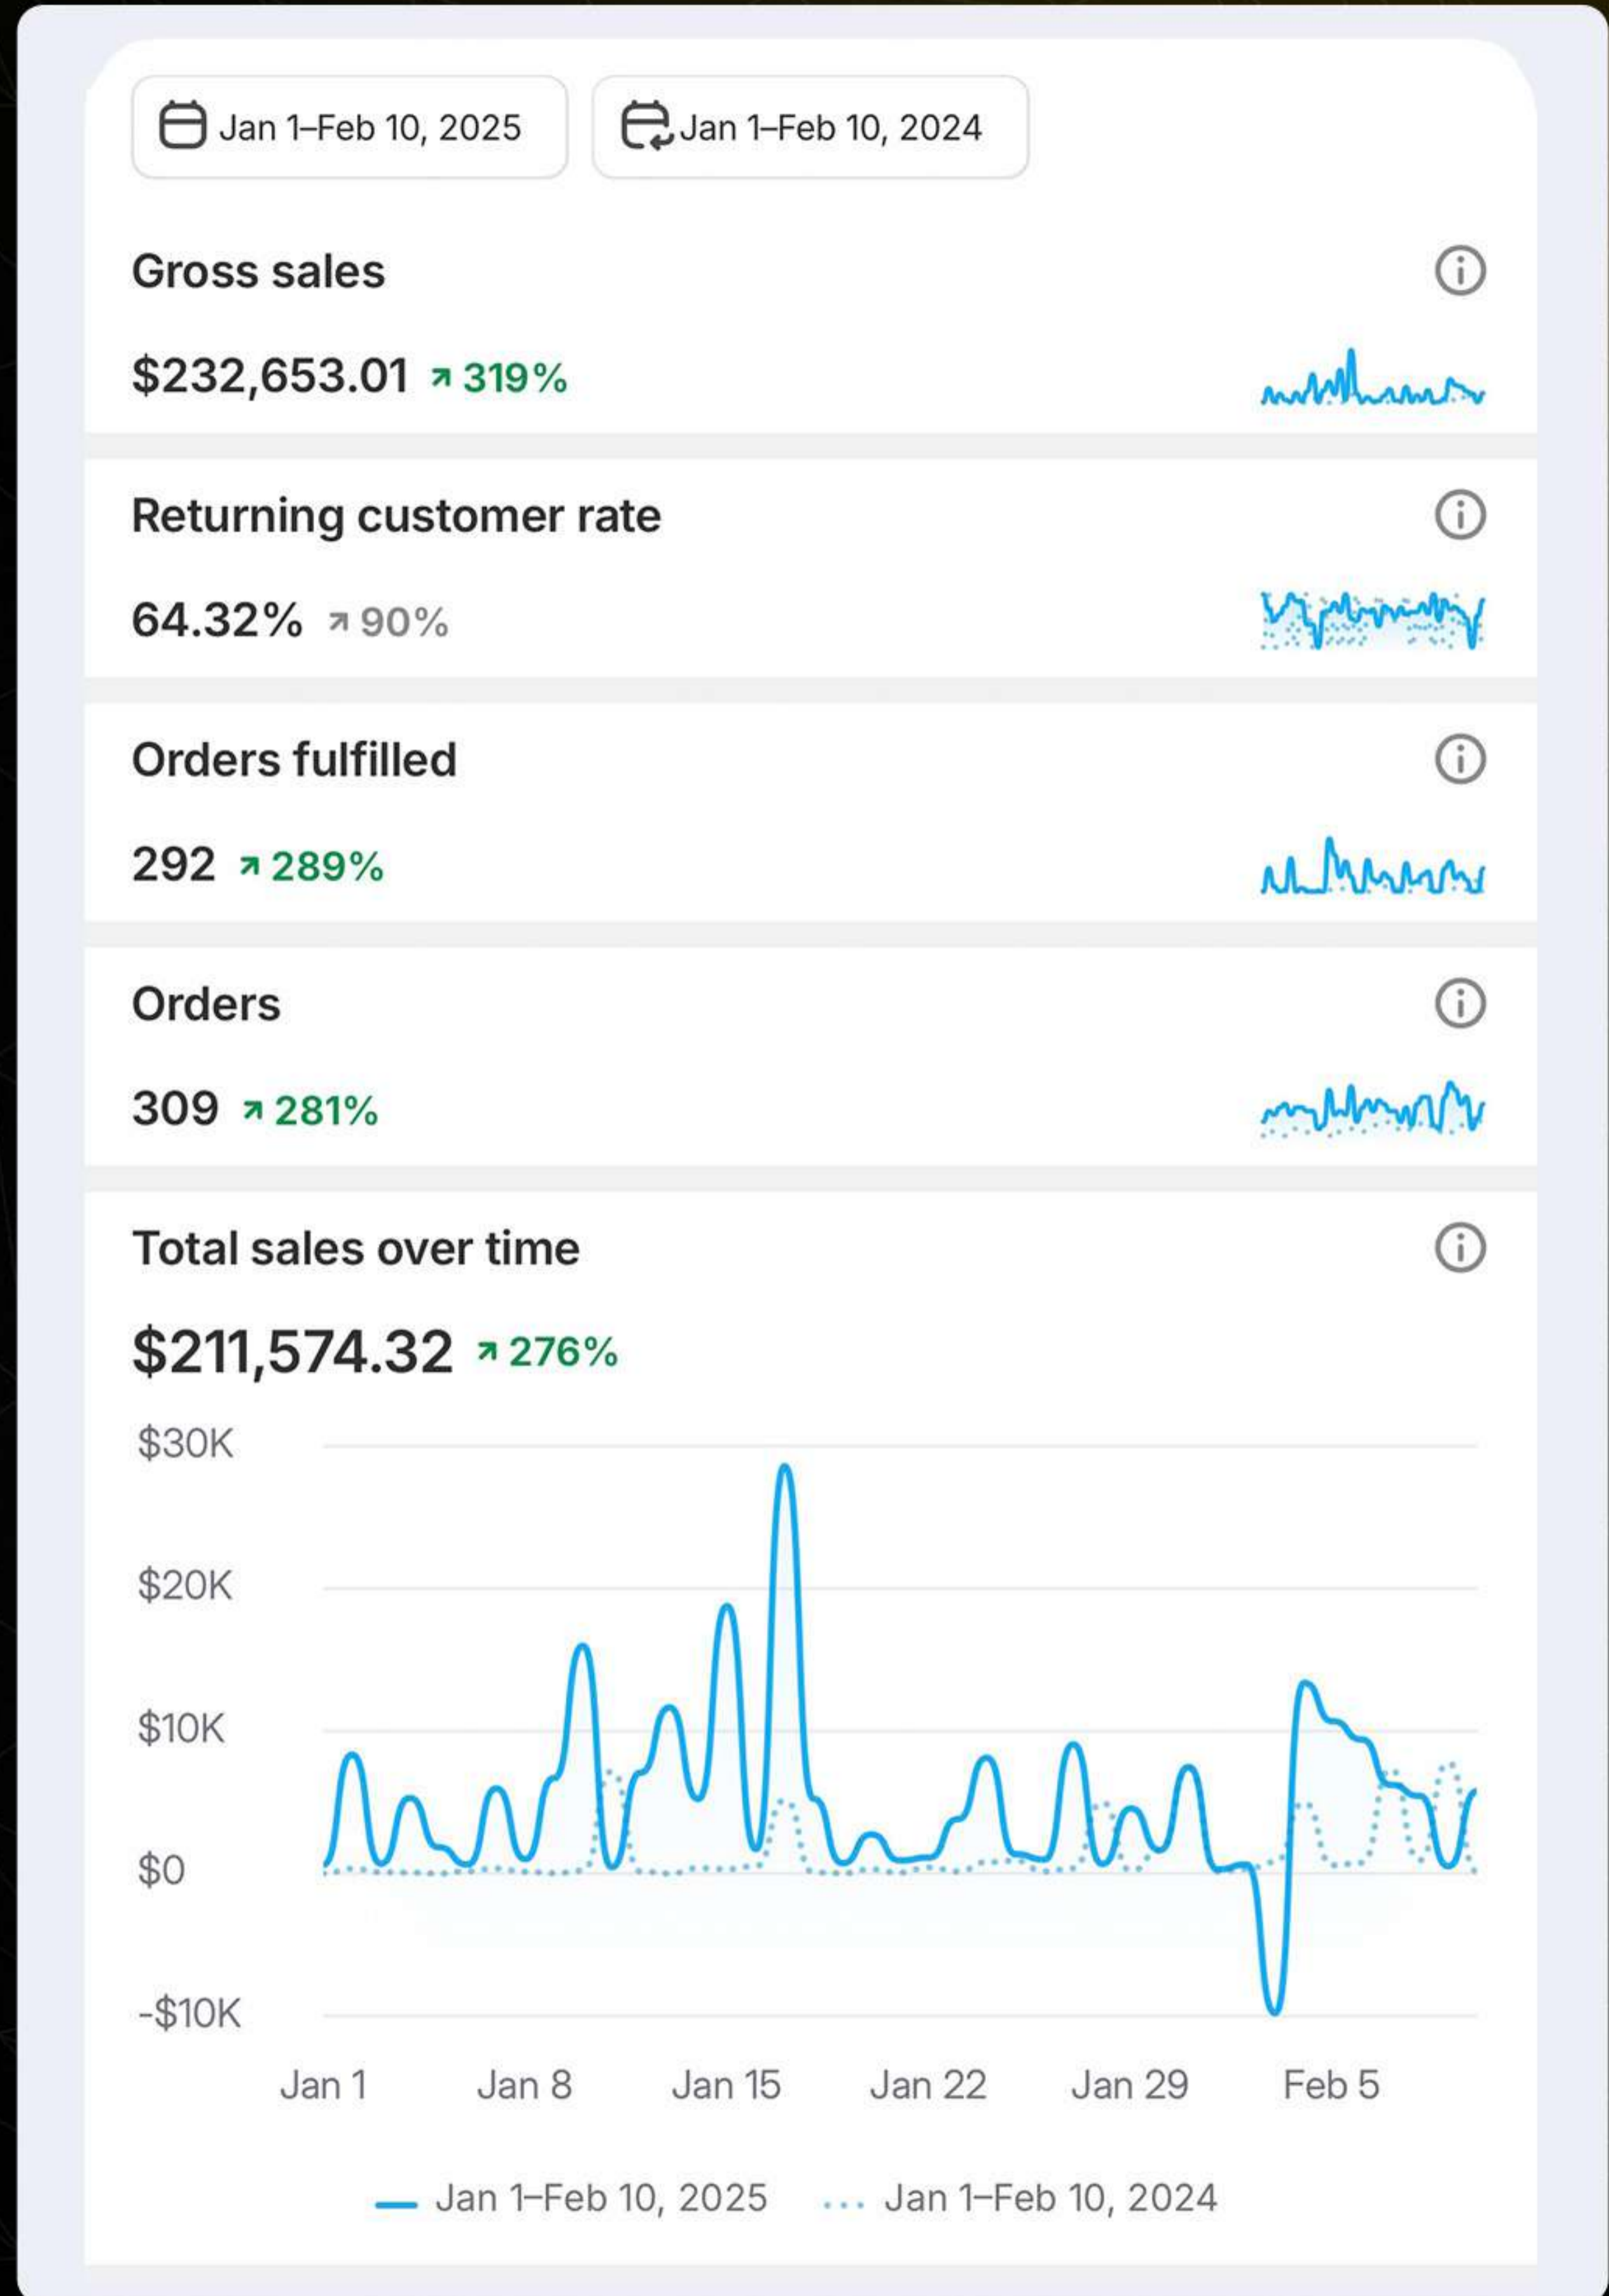 Jan 1–Feb 10, 2025 Jan 1–Feb 10, 2024
Gross sales
$232,653.01 ↗ 319%
Returning customer rate
64.32% ↗ 90%
Orders fulfilled
292 ↗ 289%
Orders
309 ↗ 281%
Total sales over time
$211,574.32 ↗ 276%
$30K
$20K
$10K
$0
-$10K
Jan 1 Jan 8 Jan 15 Jan 22 Jan 29 Feb 5
Jan 1–Feb 10, 2025 Jan 1–Feb 10, 2024